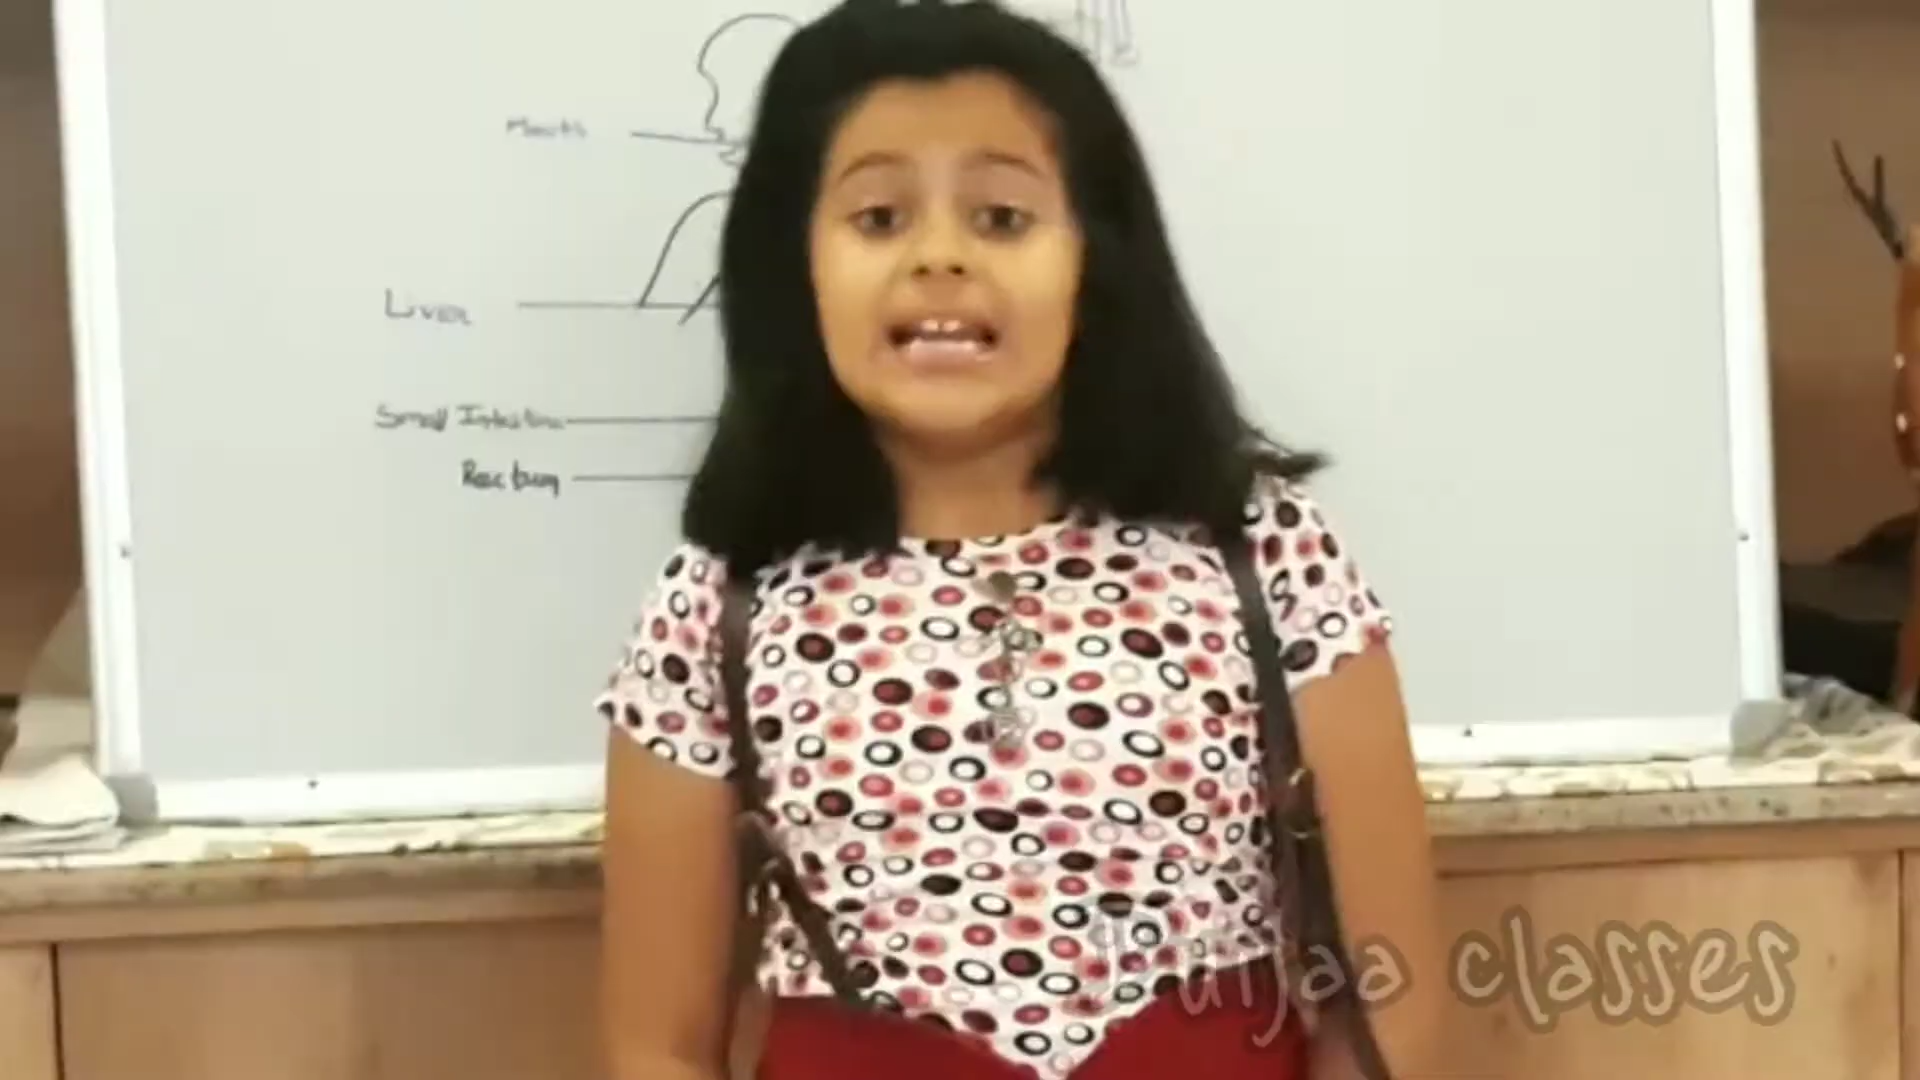 Mouth
Liver
Small Intestine
Rectum
classes